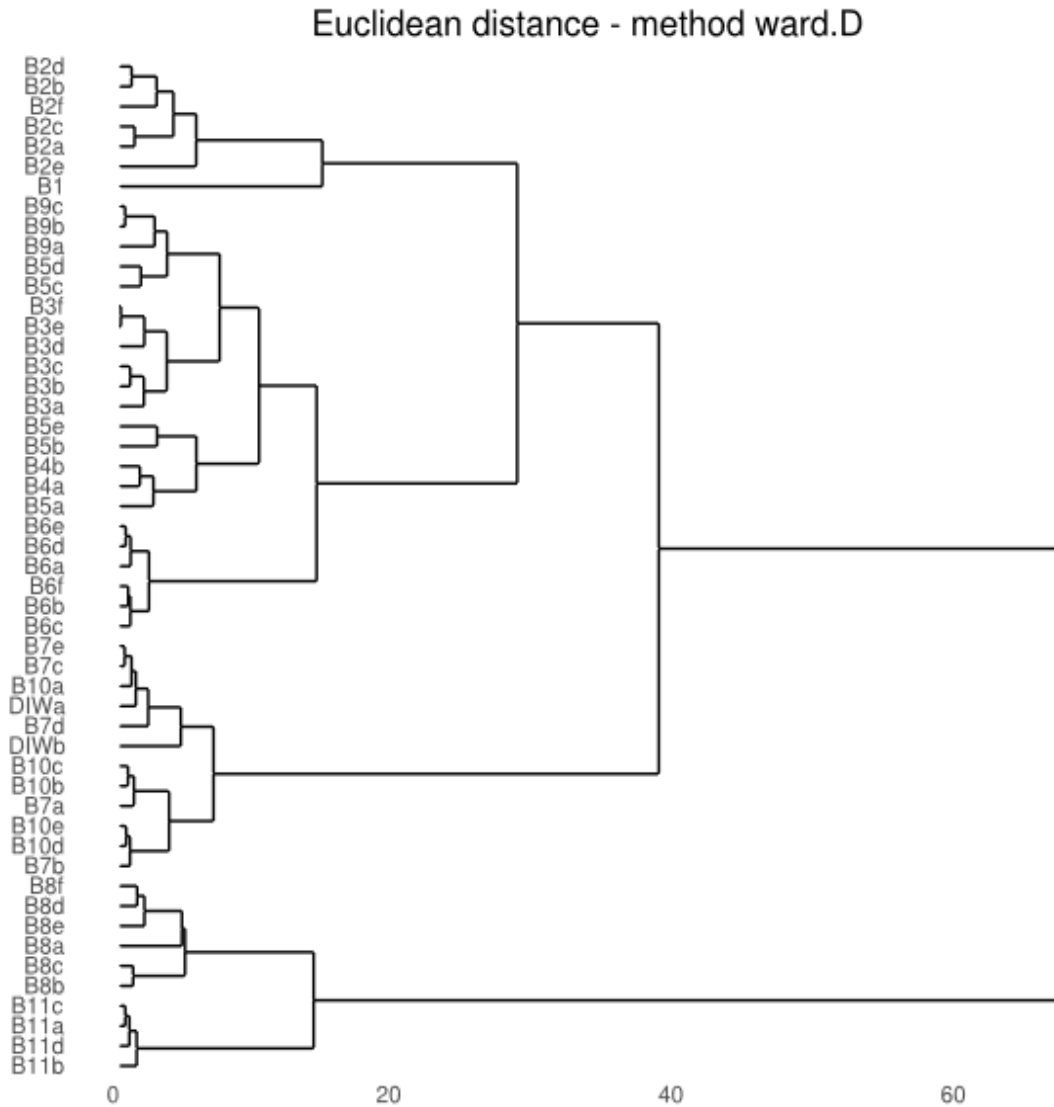 Euclidean distance - method ward.D
B2d
B2b
B2f
B2c
B2a
B2e
B1
B9c
B9b
B9a
B5d
B5c
B3f
B3e
B3d
B3c
B3b
B3a
B5e
B5b
B4b
B4a
B5a
B6e
B6d
B6a
B6f
B6b
B6c
B7e
B7c
B10a
DIWa
B7d
DIWb
B10c
B10b
B7a
B10e
B10d
B7b
B8f
B8d
B8e
B8a
B8c
B8b
B11c
B11a
B11d
B11b
0 20 40 60